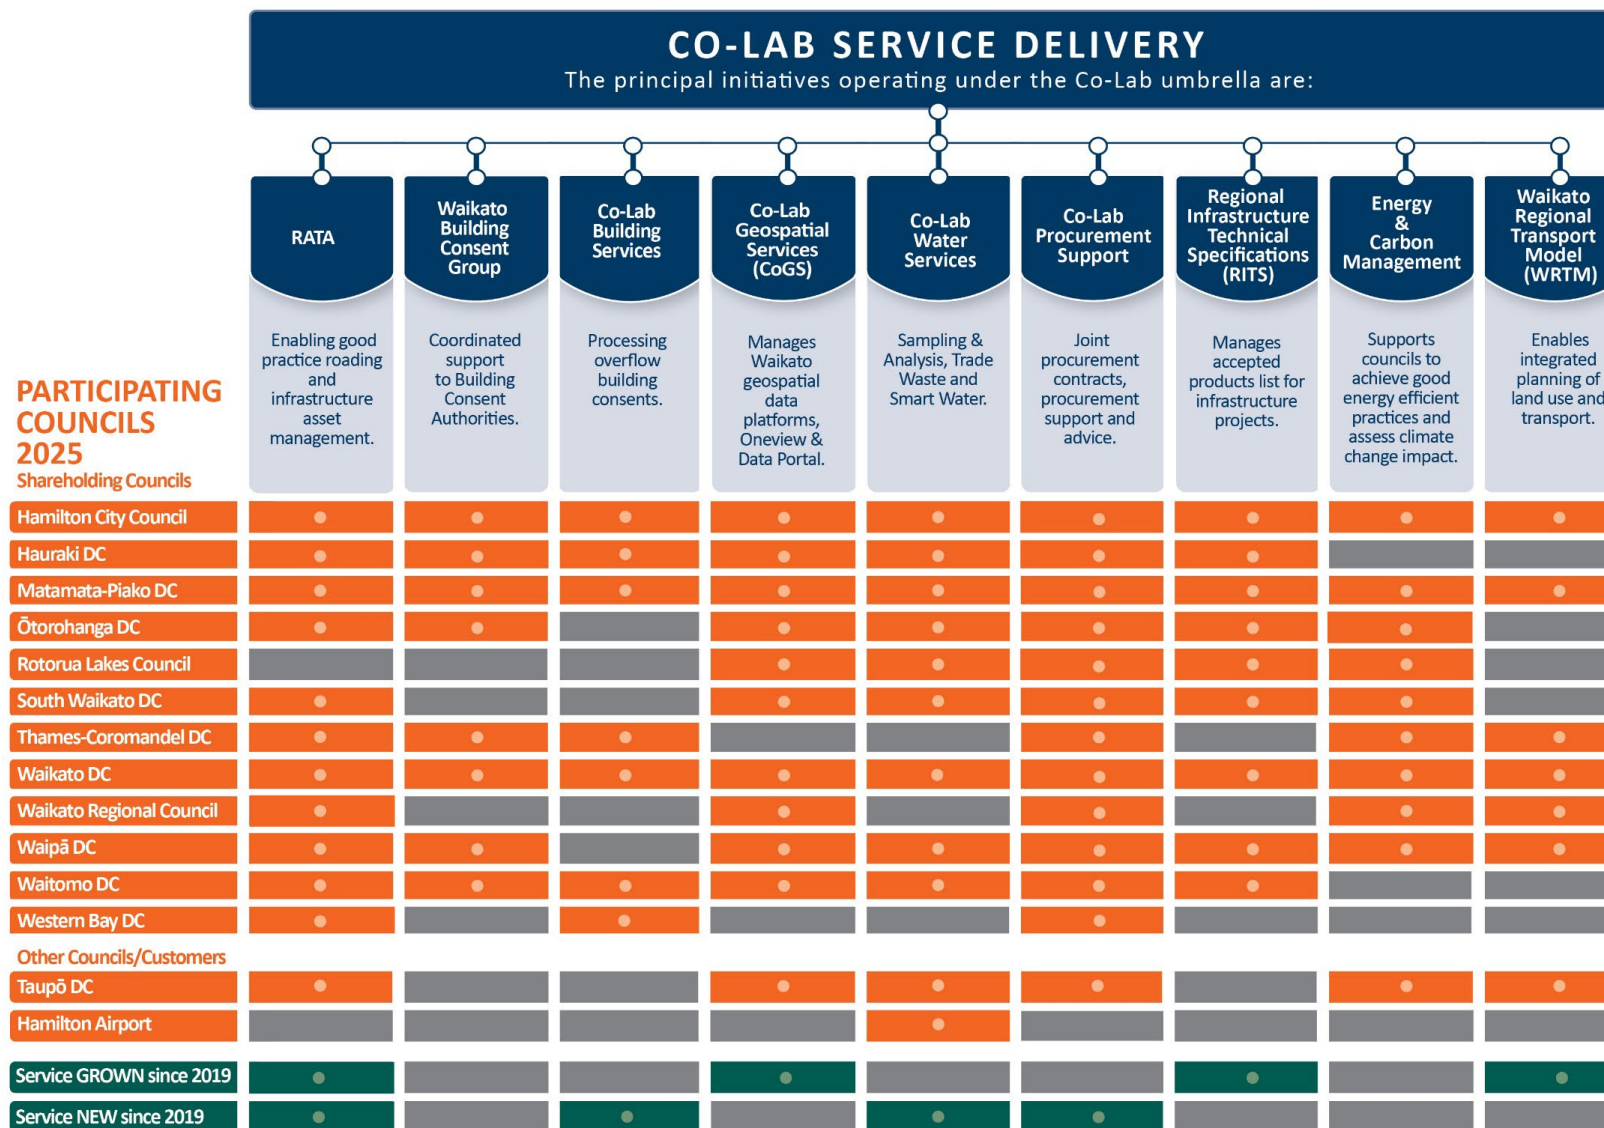 CO-LAB SERVICE DELIVERY
The principal initiatives operating under the Co-Lab umbrella are:
RATA
Waikato
Building
Consent
Group
Co-Lab
Building
Services
Co-Lab
Geospatial
Services
(CoGS)
Co-Lab
Water
Services
Co-Lab
Procurement
Support
Regional
Infrastructure
Technical
Specifications
(RITS)
Energy
&
Carbon
Management
Waikato
Regional
Transport
Model
(WRTM)
Enabling good
practice roading
and
infrastructure
asset
management.
Coordinated
support
to Building
Consent
Authorities.
Processing
overflow
building
consents.
Manages
Waikato
geospatial
data
platforms,
Oneview &
Data Portal.
Sampling &
Analysis, Trade
Waste and
Smart Water.
Joint
procurement
contracts,
procurement
support and
advice.
Manages
accepted
products list for
infrastructure
projects.
Supports
councils to
achieve good
energy efficient
practices and
assess climate
change impact.
Enables
integrated
planning of
land use and
transport.
PARTICIPATING
COUNCILS
2025
Shareholding Councils
Hamilton City Council
Hauraki DC
Matamata-Piako DC
Ōtorohanga DC
Rotorua Lakes Council
South Waikato DC
Thames-Coromandel DC
Waikato DC
Waikato Regional Council
Waipā DC
Waitomo DC
Western Bay DC
Other Councils/Customers
Taupō DC
Hamilton Airport
Service GROWN since 2019
Service NEW since 2019